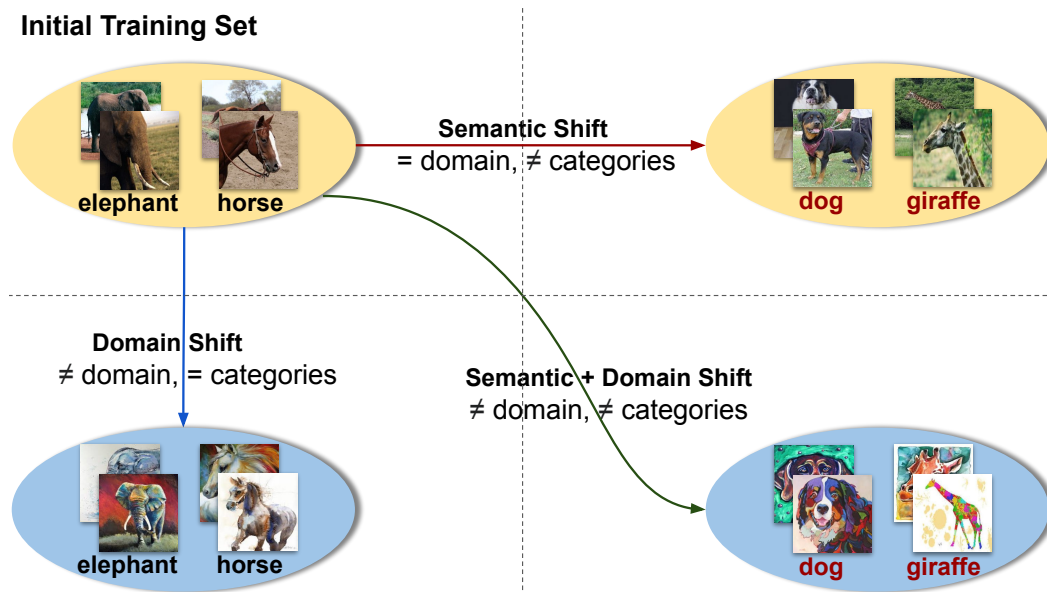 Initial Training Set
elephant
horse
Semantic Shift
= domain, ≠ categories
dog
giraffe
Domain Shift
≠ domain, = categories
Semantic + Domain Shift
≠ domain, ≠ categories
elephant
horse
dog
giraffe